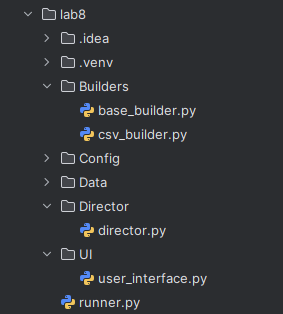 lab8
.idea
.venv
Builders
base_builder.py
csv_builder.py
Config
Data
Director
director.py
UI
user_interface.py
runner.py